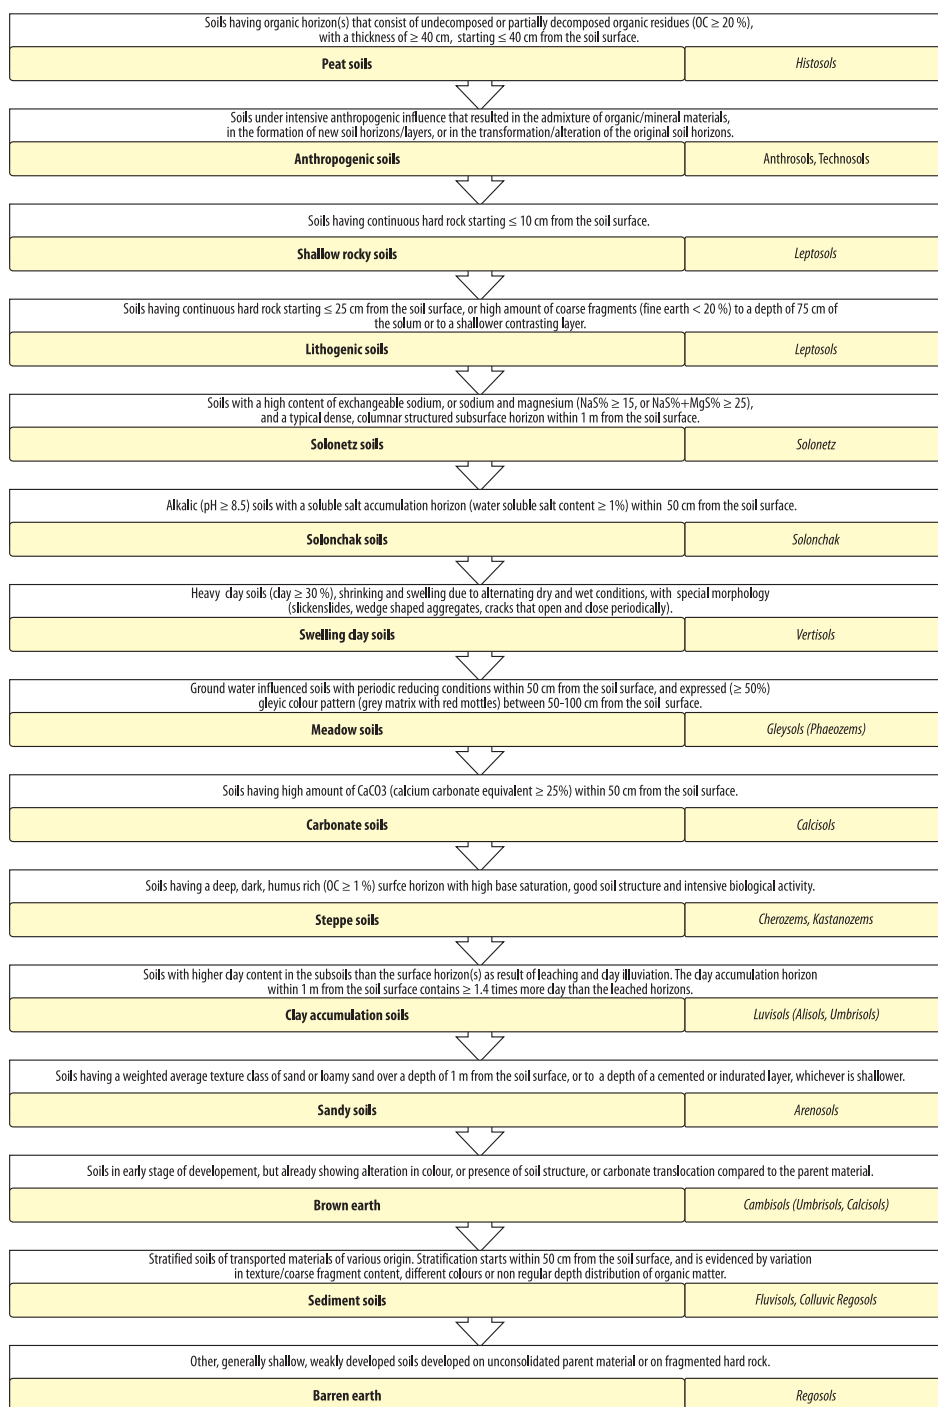 Soils having organic horizon(s) that consist of undecomposed or partially decomposed organic residues (OC ≥ 20 %),
with a thickness of ≥ 40 cm, starting ≤ 40 cm from the soil surface.
Peat soils
Histosols
Soils under intensive anthropogenic influence that resulted in the admixture of organic/mineral materials,
in the formation of new soil horizons/layers, or in the transformation/alteration of the original soil horizons.
Anthropogenic soils
Anthrosols, Technosols
Soils having continuous hard rock starting ≤ 10 cm from the soil surface.
Shallow rocky soils
Leptosols
Soils having continuous hard rock starting ≤ 25 cm from the soil surface, or high amount of coarse fragments (fine earth < 20 %) to a depth of 75 cm of
the solum or to a shallower contrasting layer.
Lithogenic soils
Leptosols
Soils with a high content of exchangeable sodium, or sodium and magnesium (NaS% ≥ 15, or NaS%+MgS% ≥ 25),
and a typical dense, columnar structured subsurface horizon within 1 m from the soil surface.
Solonetz soils
Solonetz
Alkalic (pH ≥ 8.5) soils with a soluble salt accumulation horizon (water soluble salt content ≥ 1%) within 50 cm from the soil surface.
Solonchak soils
Solonchak
Heavy clay soils (clay ≥ 30 %), shrinking and swelling due to alternating dry and wet conditions, with special morphology
(slickenslides, wedge shaped aggregates, cracks that open and close periodically).
Swelling clay soils
Vertisols
Ground water influenced soils with periodic reducing conditions within 50 cm from the soil surface, and expressed (≥ 50%)
gleyic colour pattern (grey matrix with red mottles) between 50-100 cm from the soil surface.
Meadow soils
Gleysols (Phaeozems)
Soils having high amount of CaCO3 (calcium carbonate equivalent ≥ 25%) within 50 cm from the soil surface.
Carbonate soils
Calcisols
Soils having a deep, dark, humus rich (OC ≥ 1 %) surfce horizon with high base saturation, good soil structure and intensive biological activity.
Steppe soils
Cherozems, Kastanozems
Soils with higher clay content in the subsoils than the surface horizon(s) as result of leaching and clay illuviation. The clay accumulation horizon
within 1 m from the soil surface contains ≥ 1.4 times more clay than the leached horizons.
Clay accumulation soils
Luvisols (Alisols, Umbrisols)
Soils having a weighted average texture class of sand or loamy sand over a depth of 1 m from the soil surface, or to a depth of a cemented or indurated layer, whichever is shallower.
Sandy soils
Arenosols
Soils in early stage of developement, but already showing alteration in colour, or presence of soil structure, or carbonate translocation compared to the parent material.
Brown earth
Cambisols (Umbrisols, Calcisols)
Stratified soils of transported materials of various origin. Stratification starts within 50 cm from the soil surface, and is evidenced by variation
in texture/coarse fragment content, different colours or non regular depth distribution of organic matter.
Sediment soils
Fluvisols, Colluvic Regosols
Other, generally shallow, weakly developed soils developed on unconsolidated parent material or on fragmented hard rock.
Barren earth
Regosols